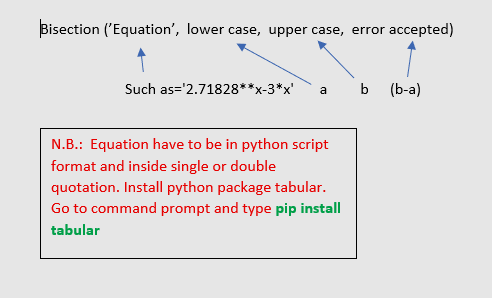 Bisection (’Equation’, lower case, upper case, error accepted)
Such as='2.71828**x-3*x' a b (b-a)
N.B.: Equation have to be in python script
format and inside single or double
quotation. Install python package tabular.
Go to command prompt and type pip install
tabular